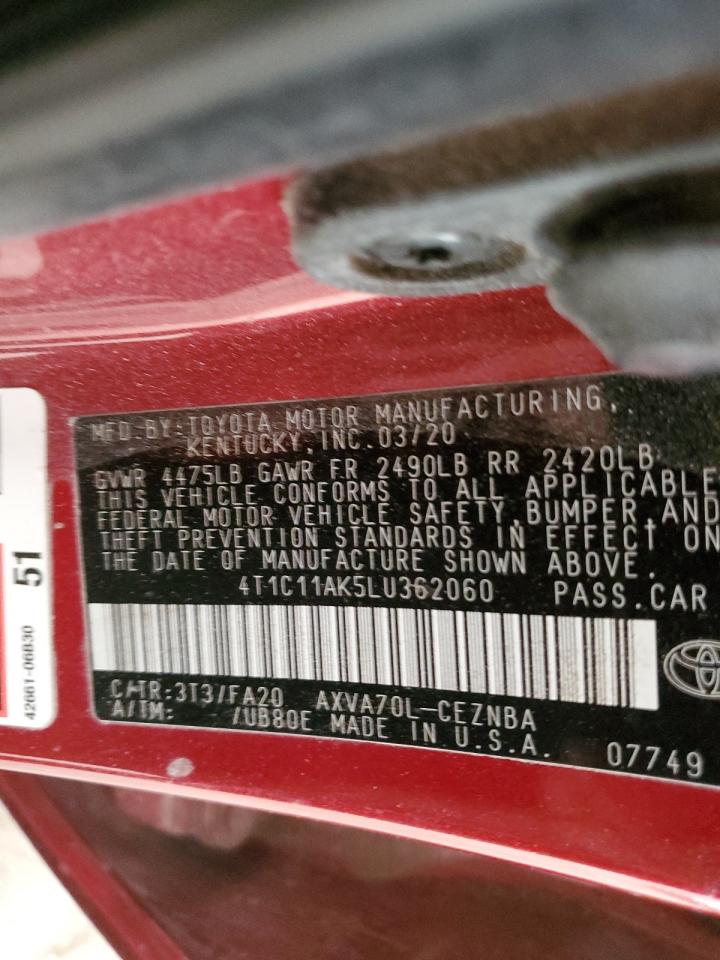 MFD.BY:TOYOTA MOTOR MANUFACTURING,
KENTUCKY,INC.03/20
GVWR 4475LB GAWR FR 2490LB RR 2420LB
THIS VEHICLE CONFORMS TO ALL APPLICABLE
FEDERAL MOTOR VEHICLE SAFETY,BUMPER,AND
THEFT PREVENTION STANDARDS IN EFFECT ON
THE DATE OF MANUFACTURE SHOWN ABOVE.
4T1C11AK5LU362060 PASS.CAR
C/TR:3T3/FA20 AXVA70L-CEZNBA
A/TM: /UB80E MADE IN U.S.A. 07749
51
42661-06B30